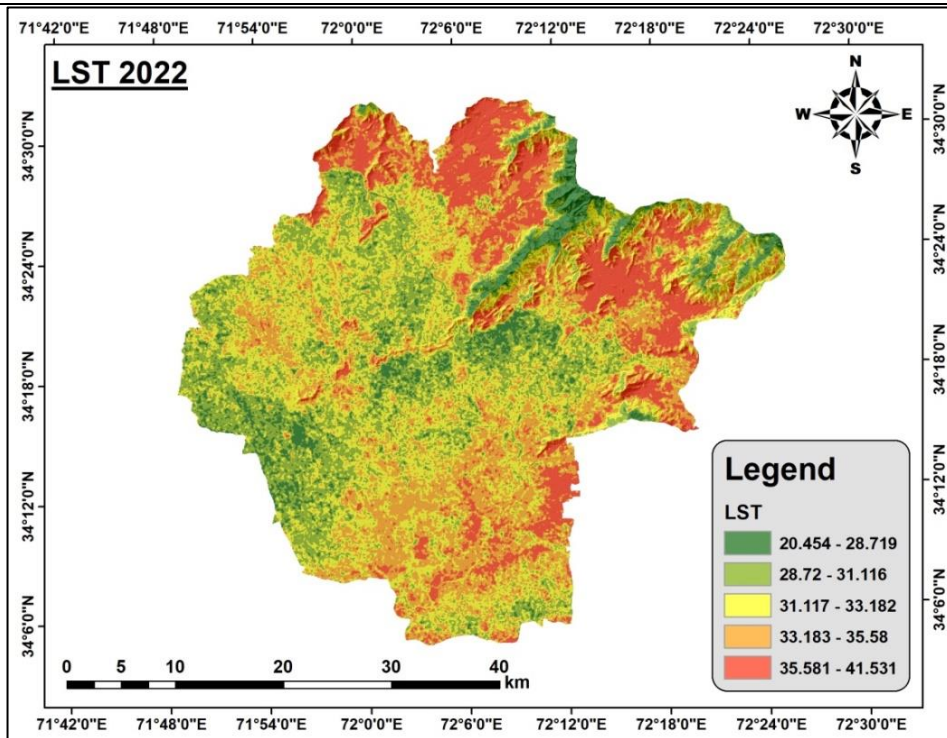 71°42'0"E 71°48'0"E 71°54'0"E 72°0'0"E 72°6'0"E 72°12'0"E 72°18'0"E 72°24'0"E 72°30'0"E
LST 2022
N
W E
S
34°30'0"N 34°30'0"N
34°24'0"N 34°24'0"N
34°18'0"N 34°18'0"N
34°12'0"N 34°12'0"N
34°6'0"N 34°6'0"N
Legend
LST
20.454 - 28.719
28.72 - 31.116
31.117 - 33.182
33.183 - 35.58
35.581 - 41.531
0 5 10 20 30 40
km
71°42'0"E 71°48'0"E 71°54'0"E 72°0'0"E 72°6'0"E 72°12'0"E 72°18'0"E 72°24'0"E 72°30'0"E